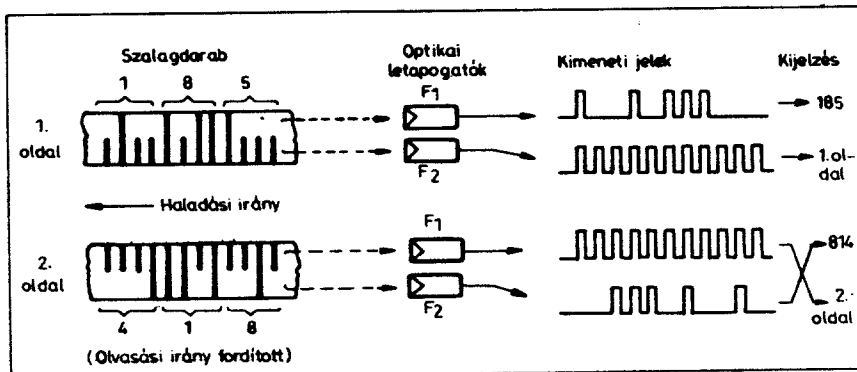 Szalagdarab
Optikai
letapogatók
Kimeneti jelek
Kijelzés
1 8 5
F1
185
1.
oldal
F2
1.ol-
dal
Haladási irány
F1
814
2.
oldal
F2
2.-
oldal
4 1 8
(Olvasási irány fordított)